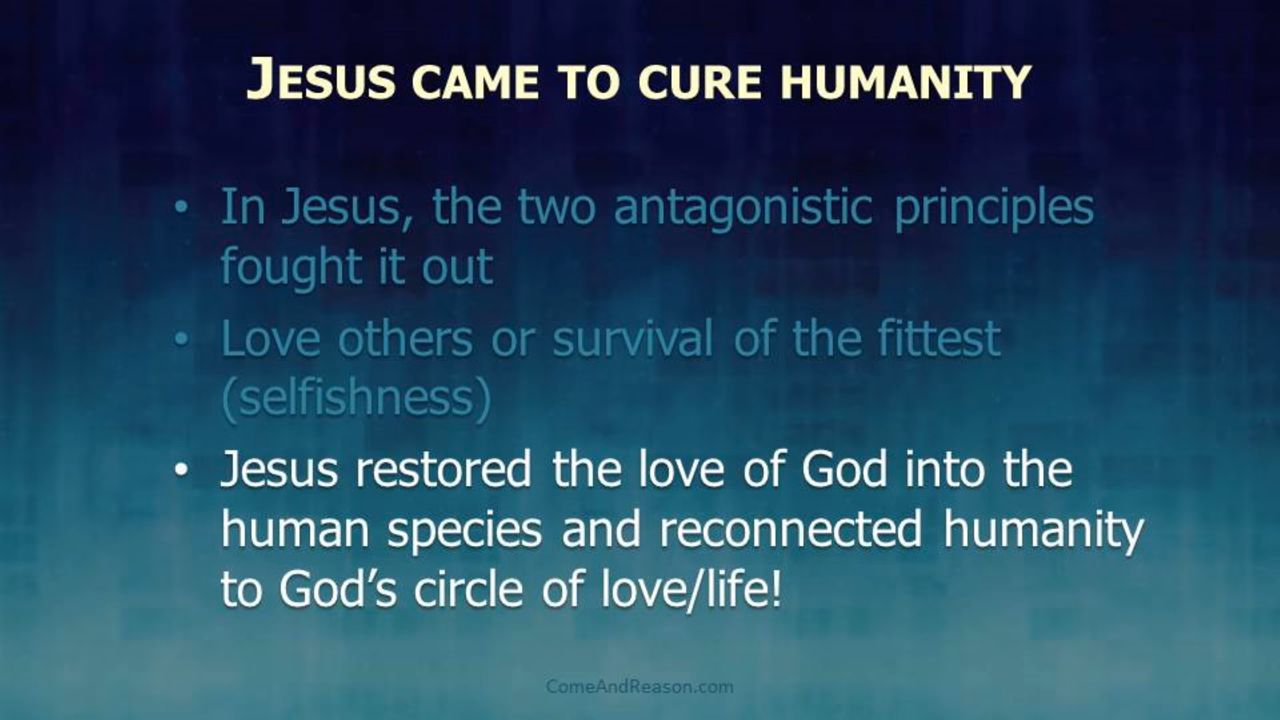 JESUS CAME TO CURE HUMANITY
• In Jesus, the two antagonistic principles
fought it out
• Love others or survival of the fittest
(selfishness)
• Jesus restored the love of God into the
human species and reconnected humanity
to God’s circle of love/life!
ComeAndReason.com